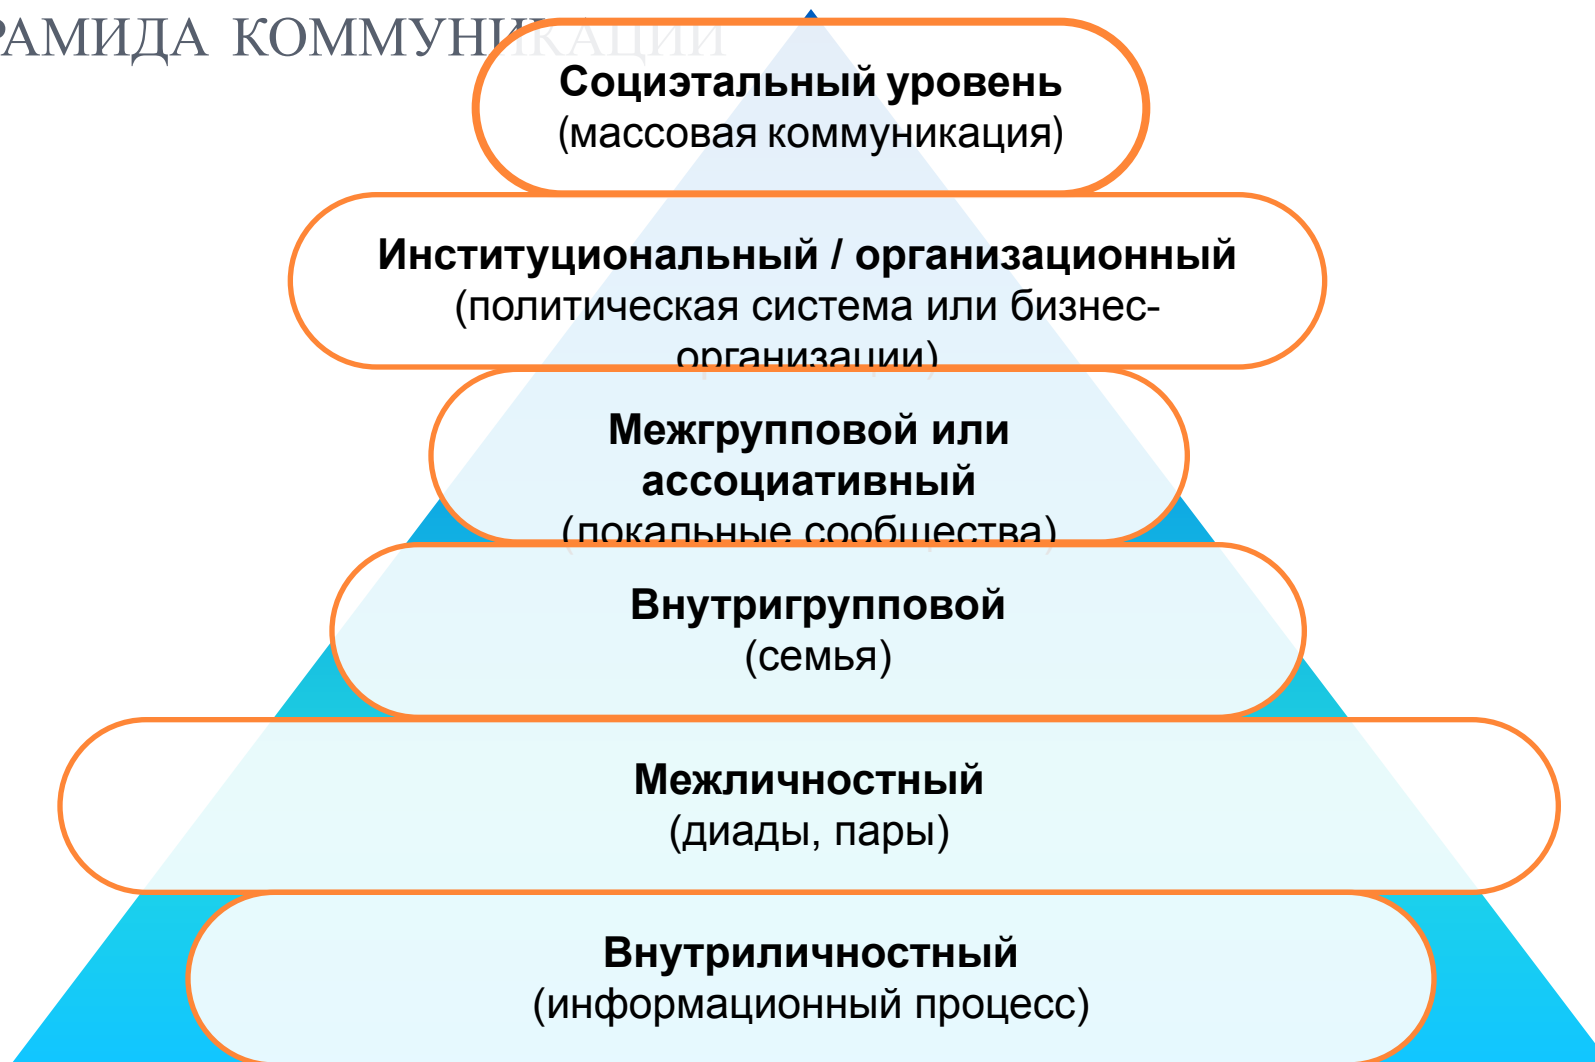 РАМИДА КОММУНИКАЦИИ
Социэтальный уровень
(массовая коммуникация)
Институциональный / организационный
(политическая система или бизнес-
организации)
Межгрупповой или
ассоциативный
(локальные сообщества)
Внутригрупповой
(семья)
Межличностный
(диады, пары)
Внутриличностный
(информационный процесс)